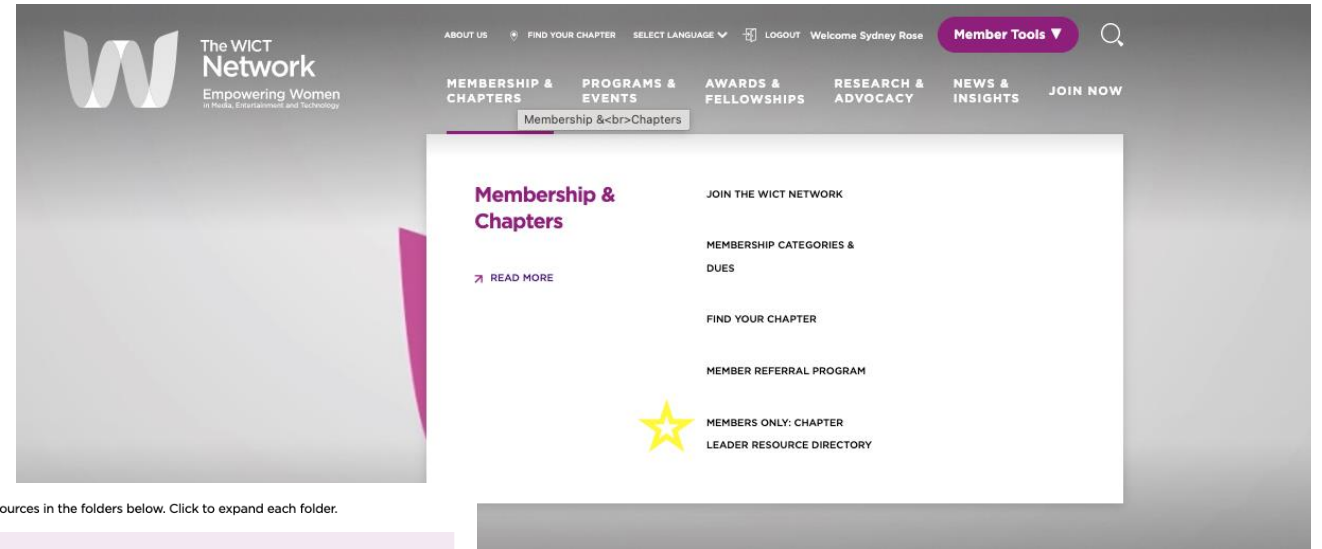 The WICT
Network
Empowering Women
in Media, Entertainment and Technology
ABOUT US FIND YOUR CHAPTER SELECT LANGUAGE LOGOUT Welcome Sydney Rose Member Tools ▼
MEMBERSHIP &
CHAPTERS
PROGRAMS &
EVENTS
AWARDS &
FELLOWSHIPS
RESEARCH &
ADVOCACY
NEWS &
INSIGHTS
JOIN NOW
Membership &<br>Chapters
Membership &
Chapters
READ MORE
JOIN THE WICT NETWORK
MEMBERSHIP CATEGORIES &
DUES
FIND YOUR CHAPTER
MEMBER REFERRAL PROGRAM
MEMBERS ONLY: CHAPTER
LEADER RESOURCE DIRECTORY
ources in the folders below. Click to expand each folder.